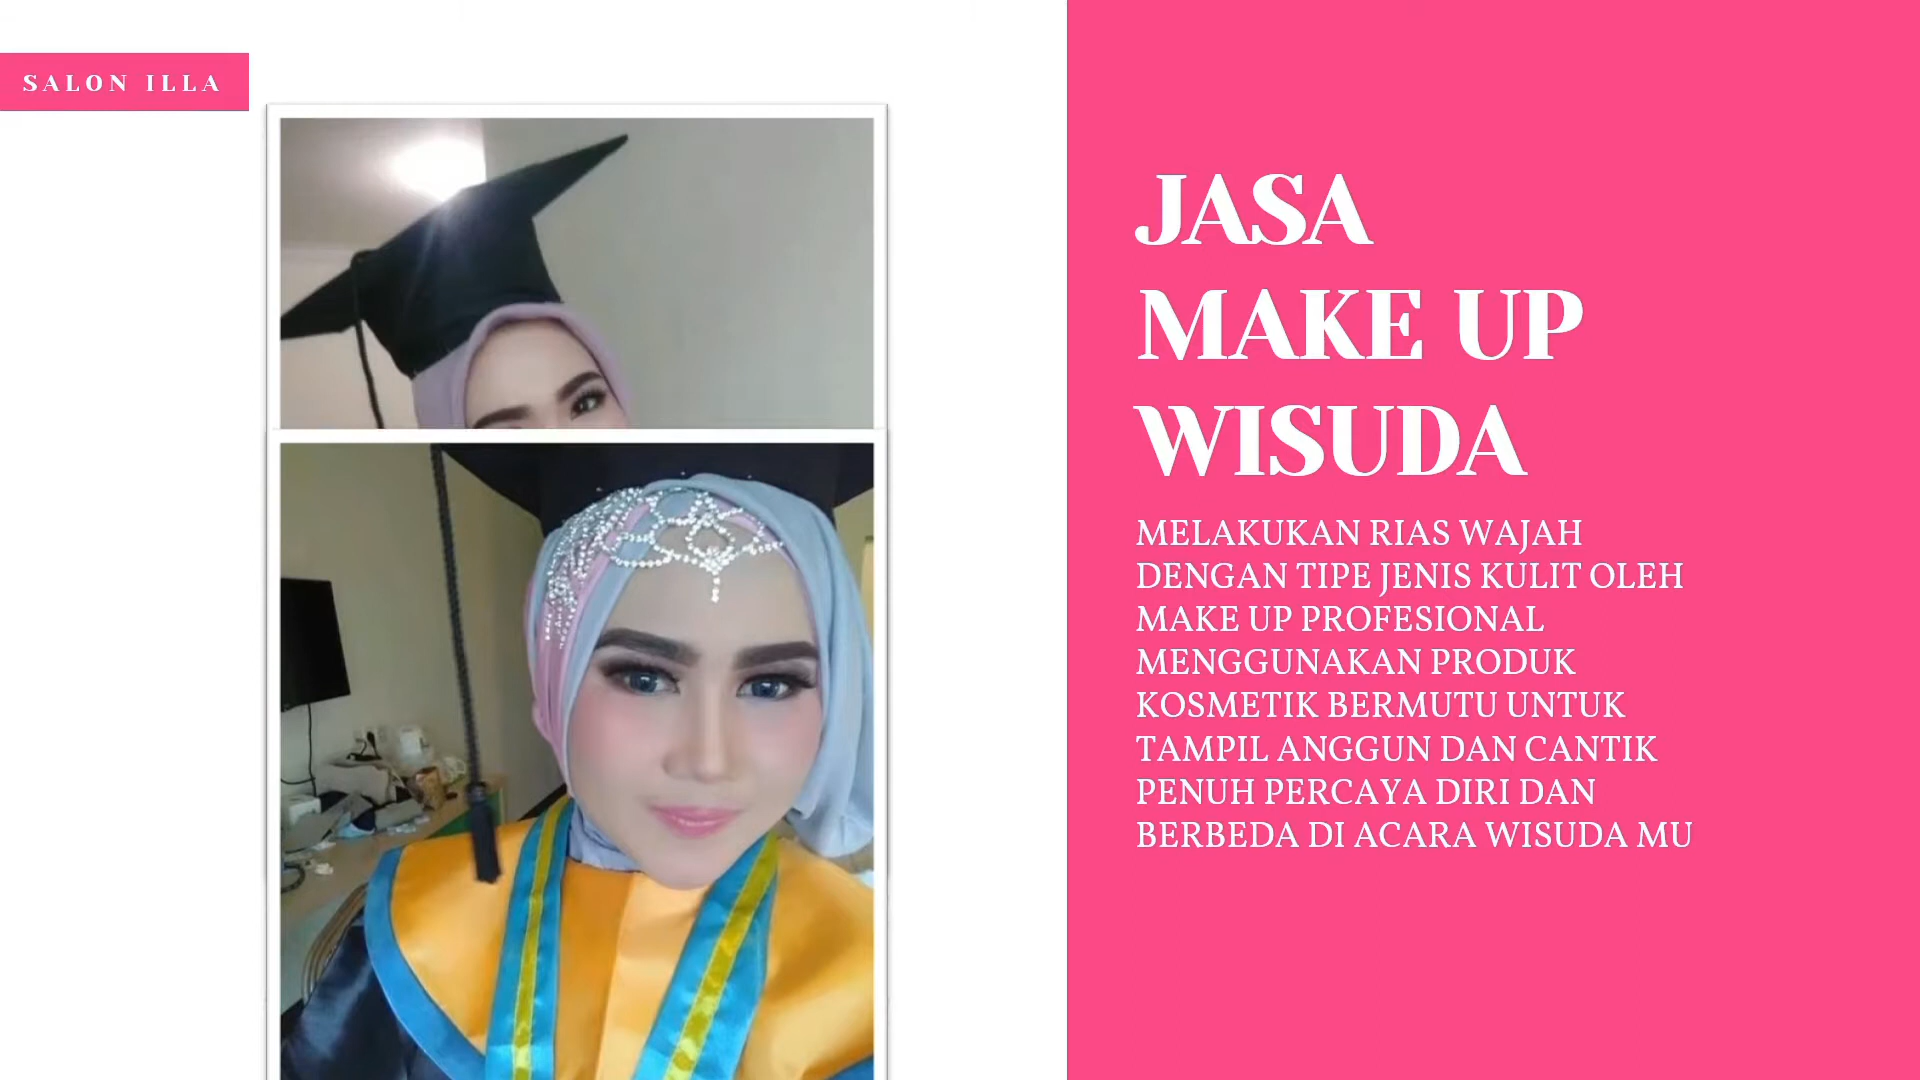 SALON ILLA
JASA
MAKE UP
WISUDA
MELAKUKAN RIAS WAJAH
DENGAN TIPE JENIS KULIT OLEH
MAKE UP PROFESIONAL
MENGGUNAKAN PRODUK
KOSMETIK BERMUTU UNTUK
TAMPIL ANGGUN DAN CANTIK
PENUH PERCAYA DIRI DAN
BERBEDA DI ACARA WISUDA MU